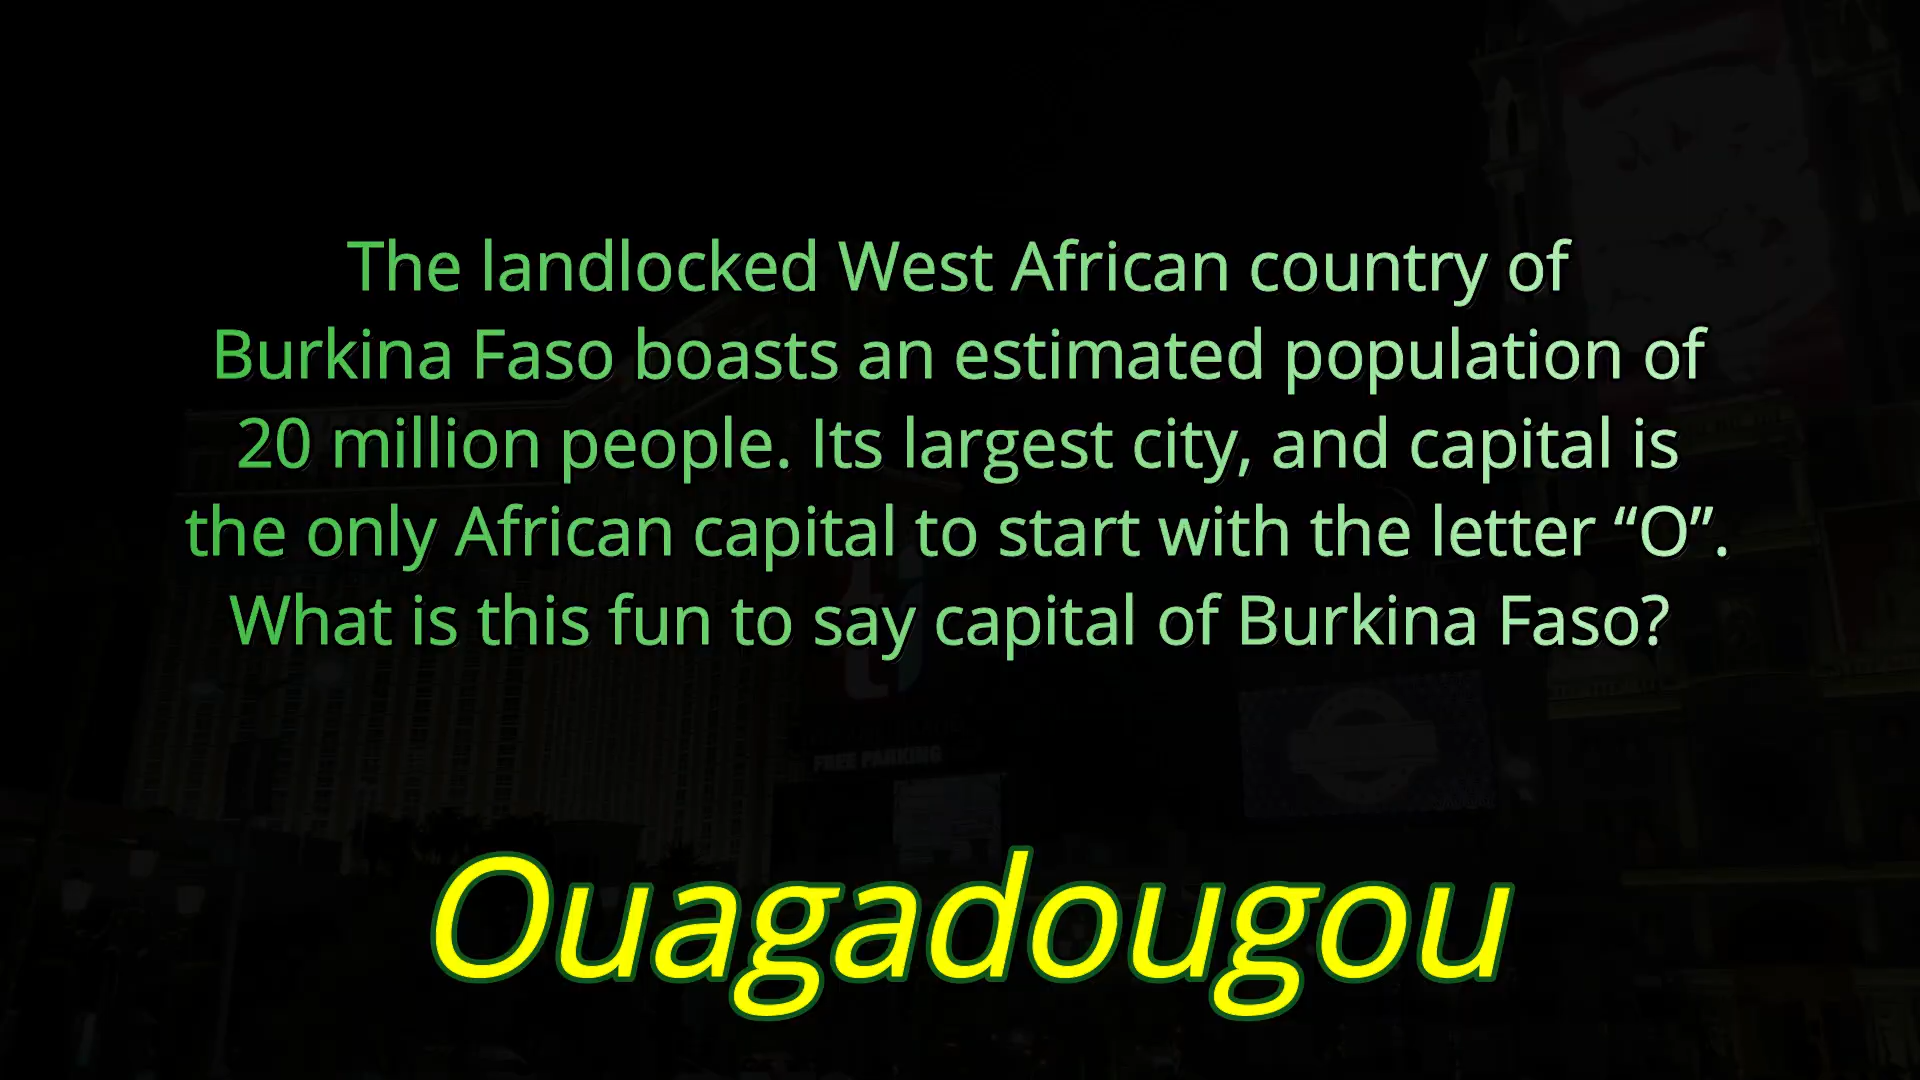 The landlocked West African country of
Burkina Faso boasts an estimated population of
20 million people. Its largest city, and capital is
the only African capital to start with the letter “O”.
What is this fun to say capital of Burkina Faso?
FREE PARKING
Ouagadougou